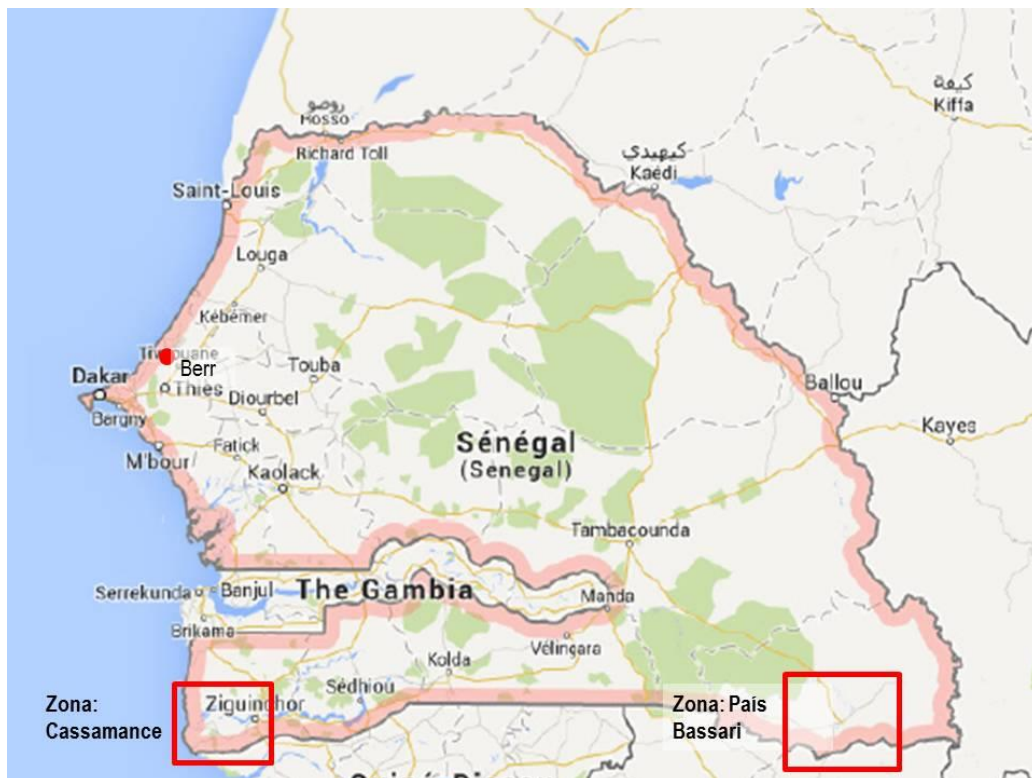 كيفة
Kiffa
روصو
Rosso
Richard Toll
كيهيدي
Kaédi
Saint-Louis
Louga
Kébémer
Berr
Touba
Dakar
Thiès
Diourbel
Bargny
Ballou
Kayes
Fatick
M'bour
Sénégal
(Senegal)
Kaolack
Tambacounda
Serrekunda
Banjul
The Gambia
Manda
Brikama
Vélingara
Kolda
Sédhiou
Zona:
Cassamance
Ziguinchor
Zona: País
Bassari